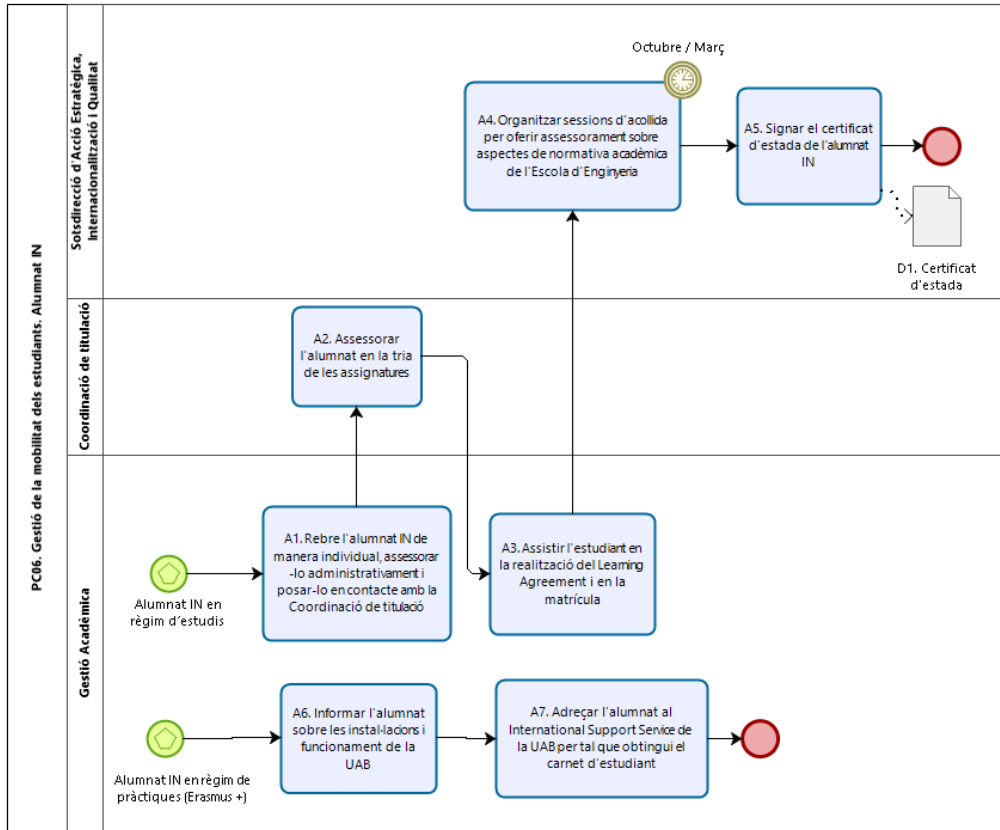 PC06. Gestió de la mobilitat dels estudiants. Alumnat IN
Sotsdirecció d'Acció Estratègica,
Internacionalització i Qualitat
Octubre / Març
A4. Organitzar sessions d'acollida
per oferir assessorament sobre
aspectes de normativa acadèmica
de l'Escola d'Enginyeria
A5. Signar el certificat
d'estada de l'alumnat
IN
D1. Certificat
d'estada
Coordinació de titulació
A2. Assessorar
l'alumnat en la tria
de les assignatures
Gestió Acadèmica
Alumnat IN en
règim d'estudis
A1. Rebre l'alumnat IN de
manera individual, assessorar
-lo administrativament i
posar-lo en contacte amb la
Coordinació de titulació
A3. Assistir l'estudiant en
la realització del Learning
Agreement i en la
matrícula
Alumnat IN en règim de
pràctiques (Erasmus +)
A6. Informar l'alumnat
sobre les instal·lacions i
funcionament de la
UAB
A7. Adreçar l'alumnat al
International Support Service de
la UAB per tal que obtingui el
carnet d'estudiant